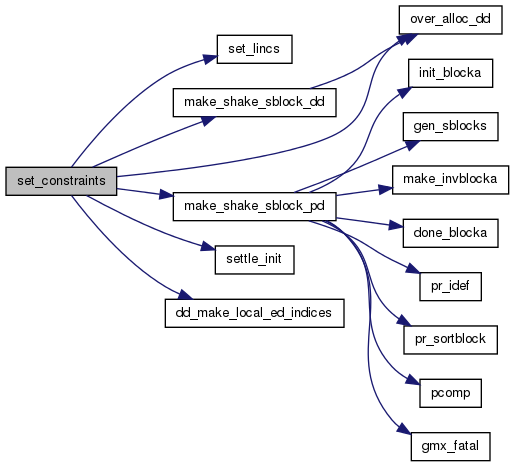 set_constraints
set_lincs
make_shake_sblock_dd
make_shake_sblock_pd
settle_init
dd_make_local_ed_indices
over_alloc_dd
init_blocka
gen_sblocks
make_invblocka
done_blocka
pr_idef
pr_sortblock
pcomp
gmx_fatal